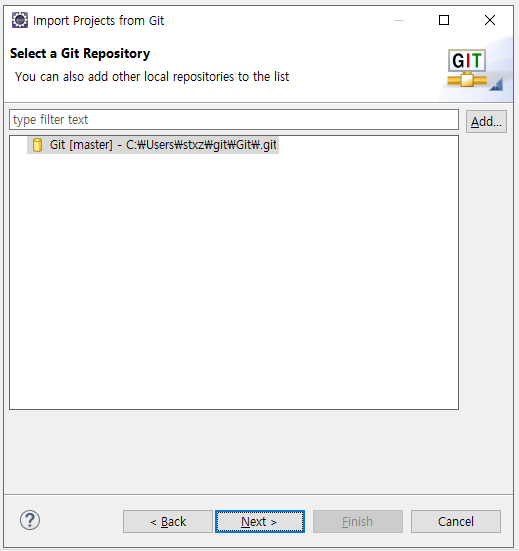 Import Projects from Git
Select a Git Repository
You can also add other local repositories to the list
GIT
type filter text
Add...
Git [master] - C:₩Users₩stxz₩git₩Git₩.git
?
< Back
Next >
Finish
Cancel